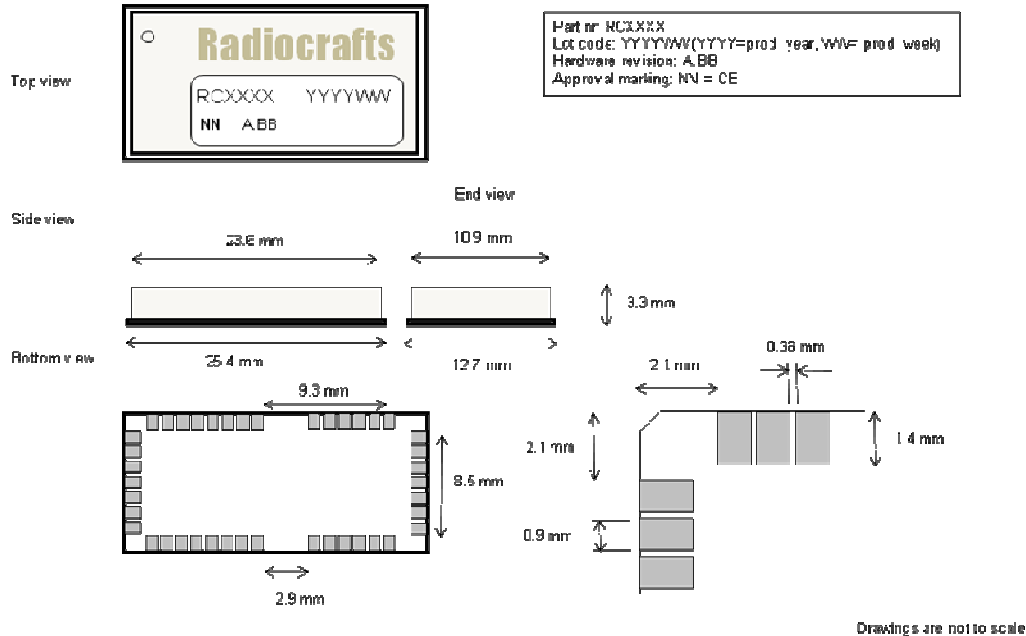 Radiocrafts
RCXXXX YYYYWW
NN A.BB
Part nr: RCXXXX
Lot code: YYYYWW(YYYY=prod. year, WW= prod. week)
Hardware revision: A.BB
Approval marking: NN = CE
Top view
End view
Side view
23.6 mm
10.9 mm
3.3 mm
Bottom view
25.4 mm
12.7 mm
0.38 mm
2.1 mm
9.3 mm
2.1 mm
1.4 mm
8.5 mm
0.9 mm
2.9 mm
Drawings are not to scale